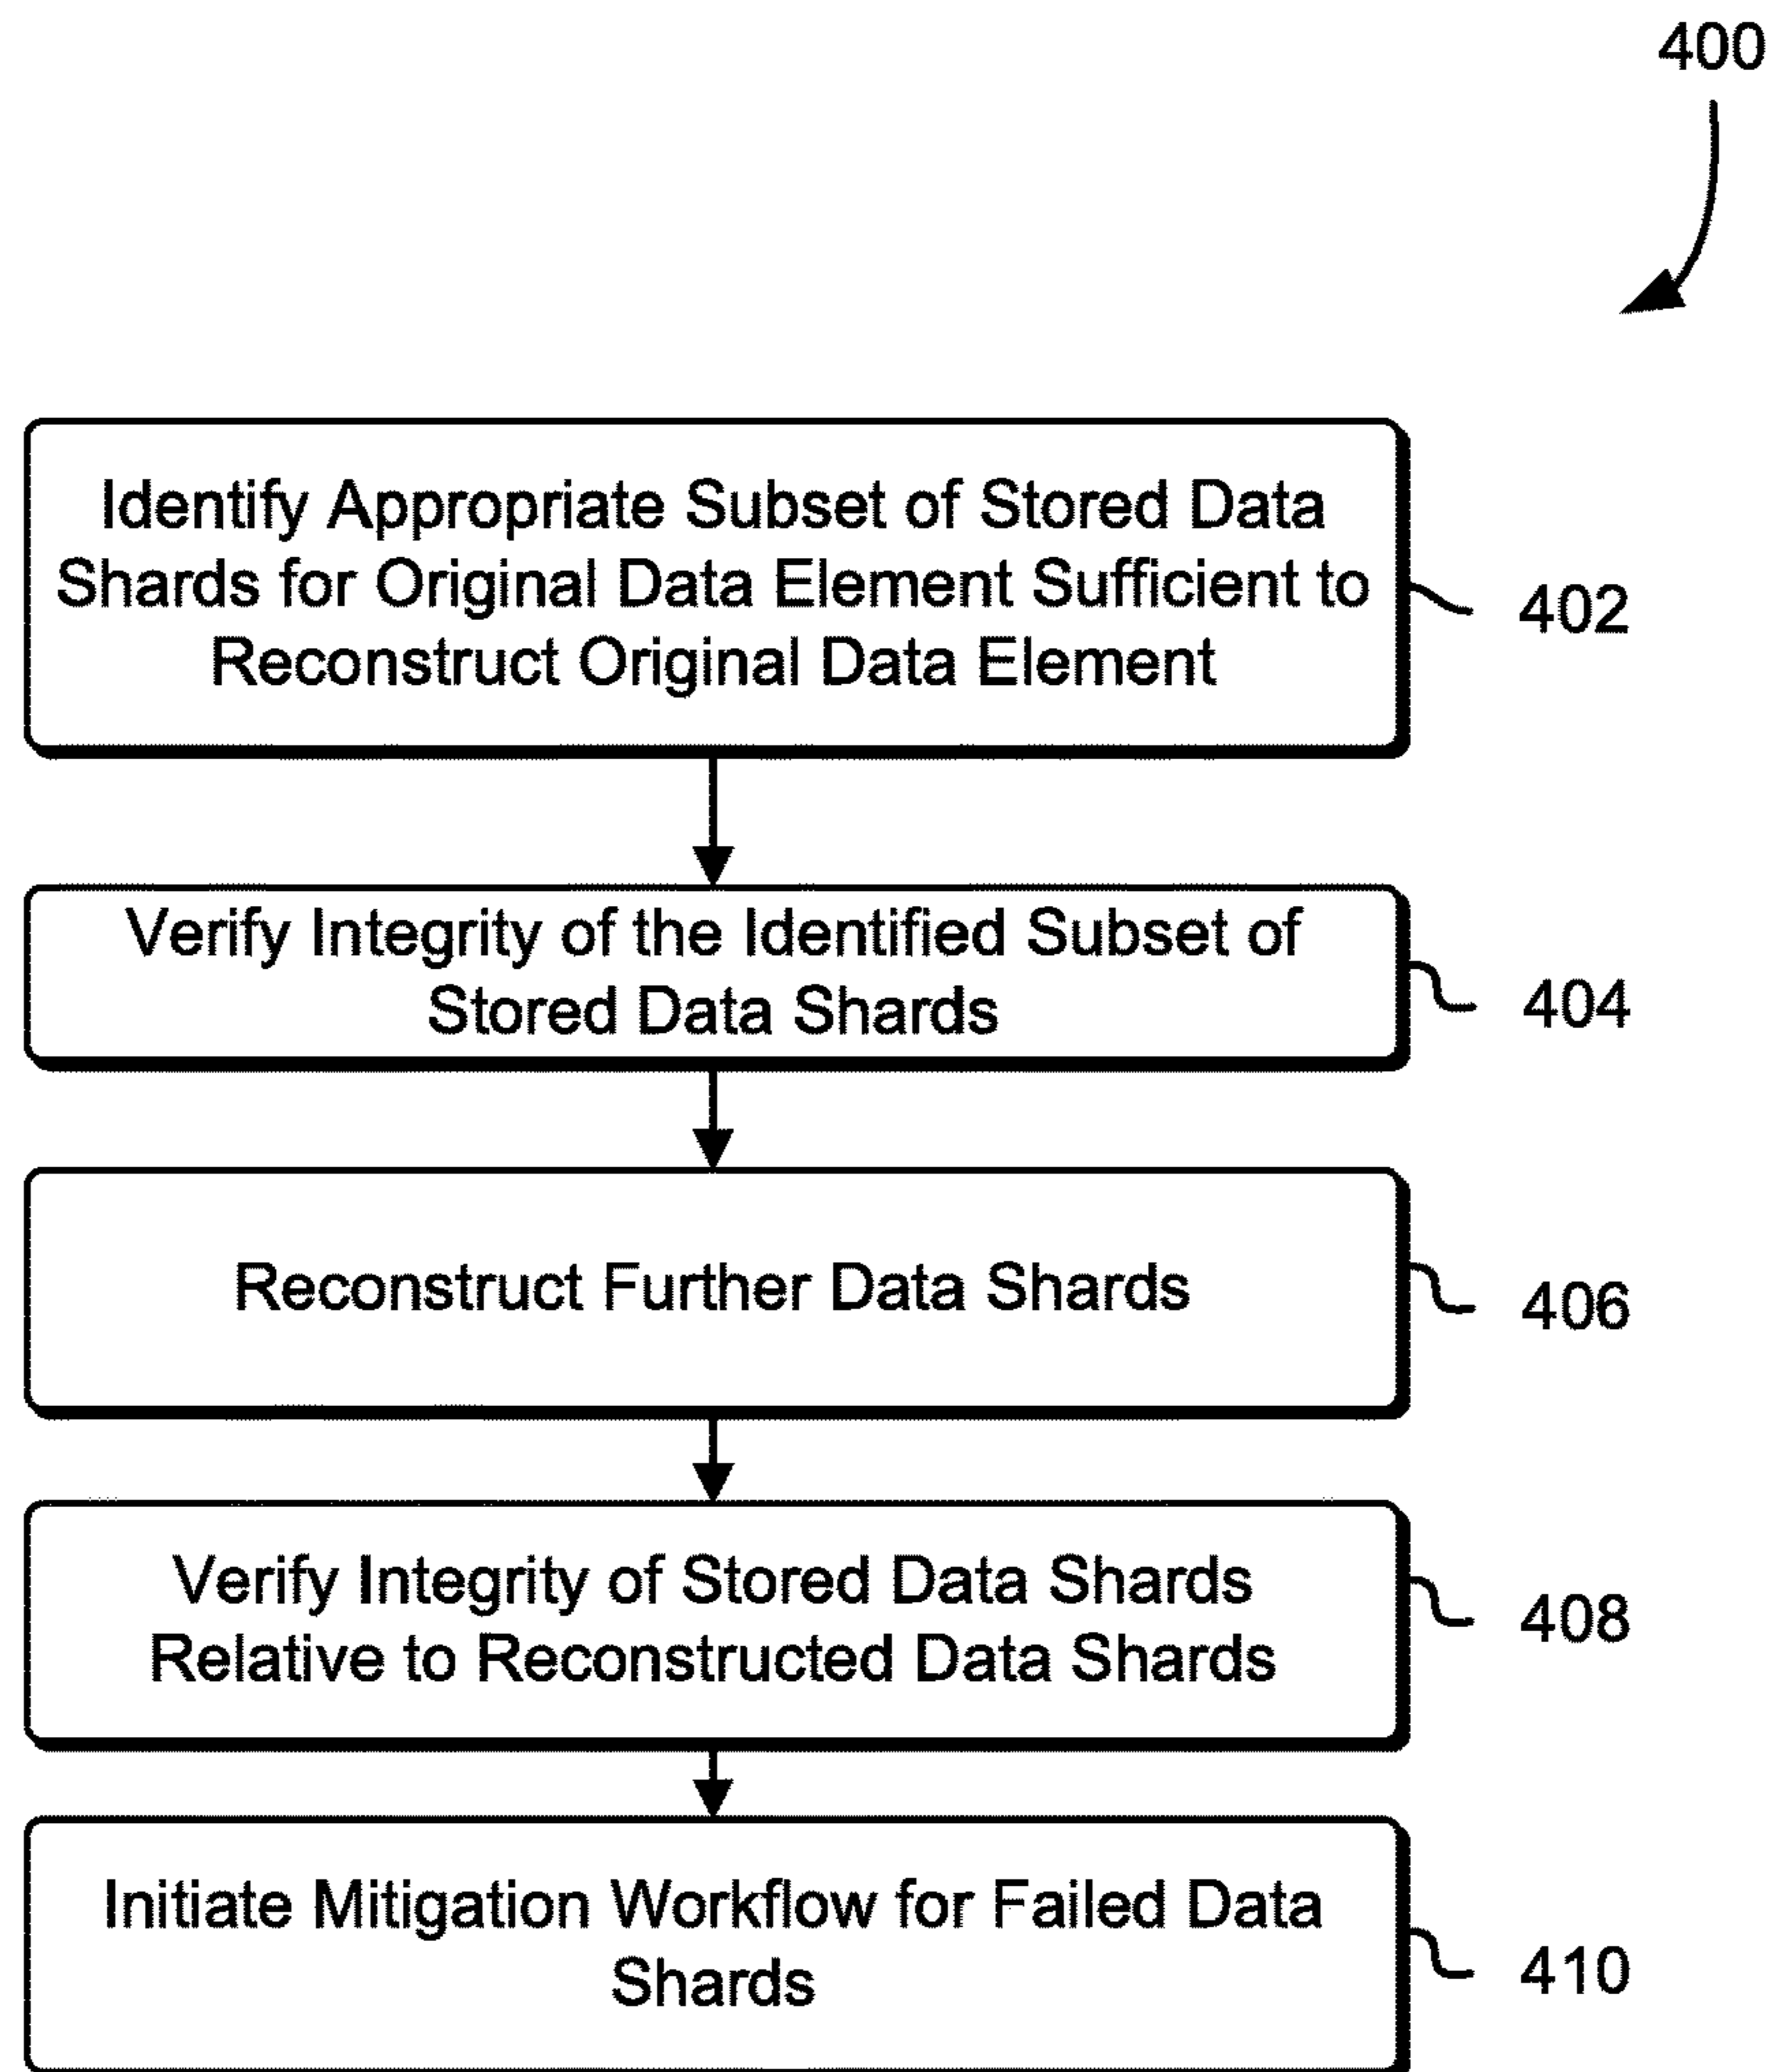 400
Identify Appropriate Subset of Stored Data
Shards for Original Data Element Sufficient to
Reconstruct Original Data Element
402
Verify Integrity of the Identified Subset of
Stored Data Shards
404
Reconstruct Further Data Shards
406
Verify Integrity of Stored Data Shards
Relative to Reconstructed Data Shards
408
Initiate Mitigation Workflow for Failed Data
Shards
410